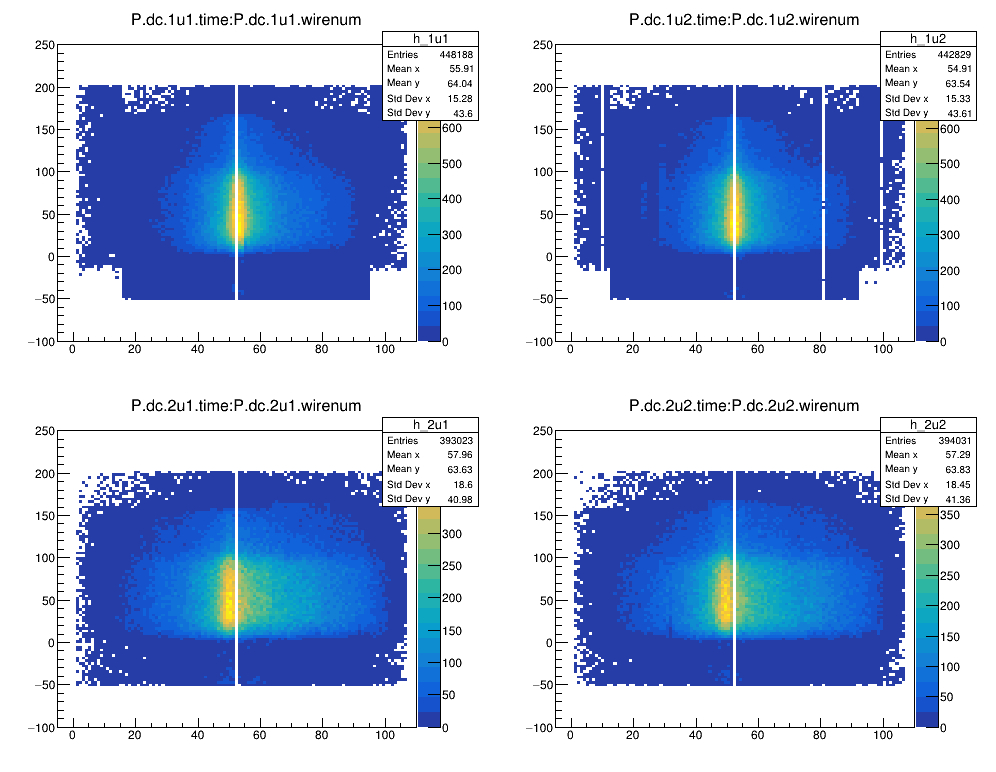 P.dc.1u1.time:P.dc.1u1.wirenum
h_1u1
Entries 448188
Mean x 55.91
Mean y 64.04
Std Dev x 15.28
Std Dev y 43.6
250
200
150
100
50
0
−50
−100
0 20 40 60 80 100
600
500
400
300
200
100
0
P.dc.1u2.time:P.dc.1u2.wirenum
h_1u2
Entries 442829
Mean x 54.91
Mean y 63.54
Std Dev x 15.33
Std Dev y 43.61
250
200
150
100
50
0
−50
−100
0 20 40 60 80 100
600
500
400
300
200
100
0
P.dc.2u1.time:P.dc.2u1.wirenum
h_2u1
Entries 393023
Mean x 57.96
Mean y 63.63
Std Dev x 18.6
Std Dev y 40.98
250
200
150
100
50
0
−50
−100
0 20 40 60 80 100
300
250
200
150
100
50
0
P.dc.2u2.time:P.dc.2u2.wirenum
h_2u2
Entries 394031
Mean x 57.29
Mean y 63.83
Std Dev x 18.45
Std Dev y 41.36
250
200
150
100
50
0
−50
−100
0 20 40 60 80 100
350
300
250
200
150
100
50
0